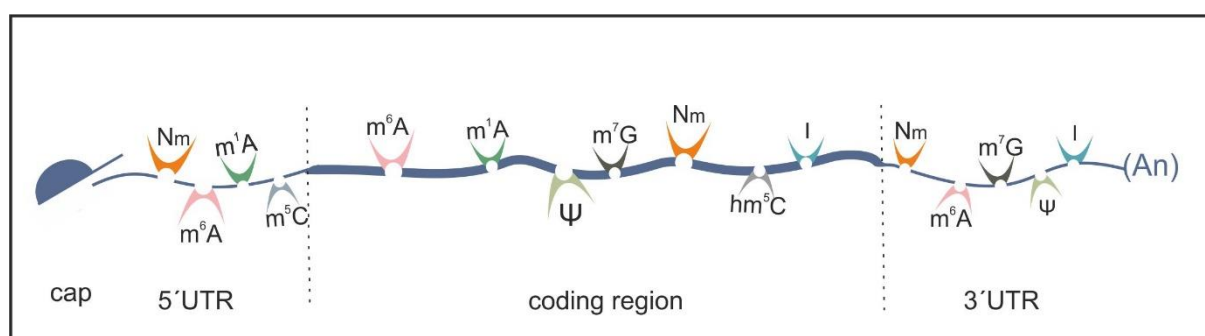 Nm
m⁶A
m¹A
m⁵C
m⁶A
m¹A
Ψ
m⁷G
Nm
hm⁵C
I
Nm
m⁶A
m⁷G
Ψ
I
(An)
cap
5´UTR
coding region
3´UTR